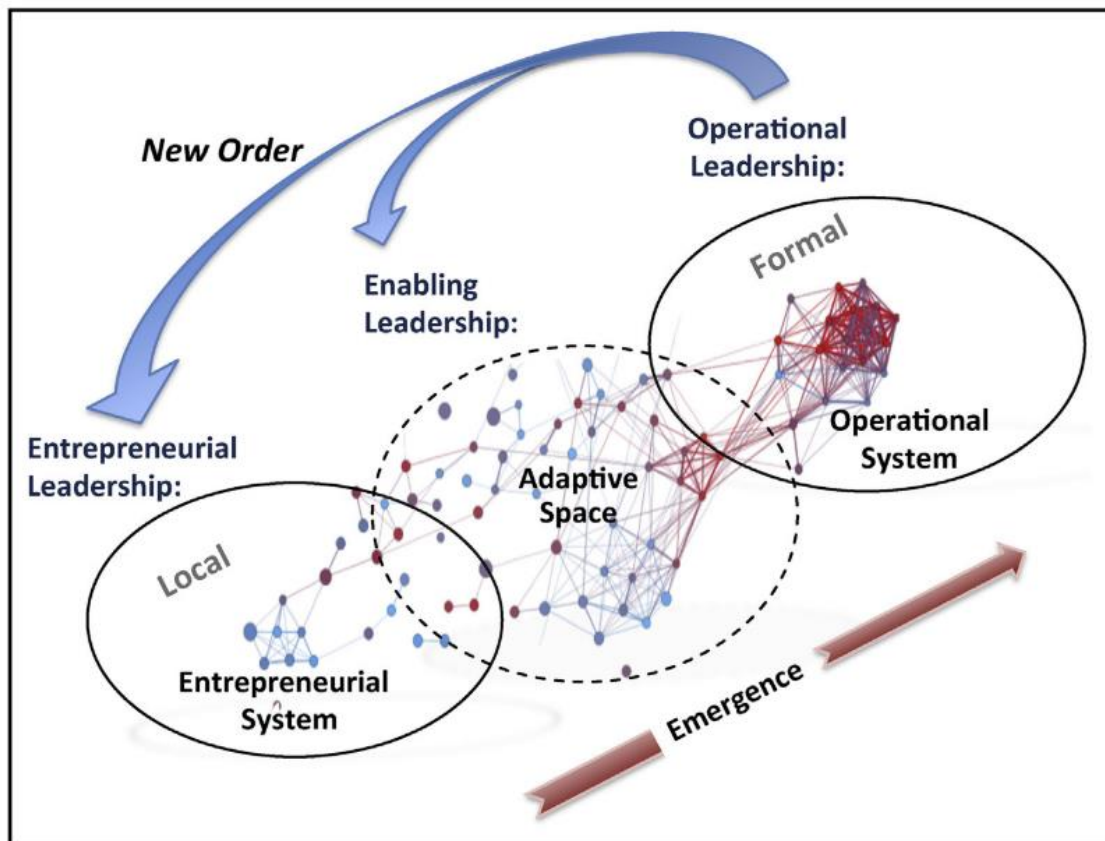 New Order
Operational
Leadership:
Formal
Enabling
Leadership:
Operational
System
Entrepreneurial
Leadership:
Adaptive
Space
Local
Entrepreneurial
System
Emergence